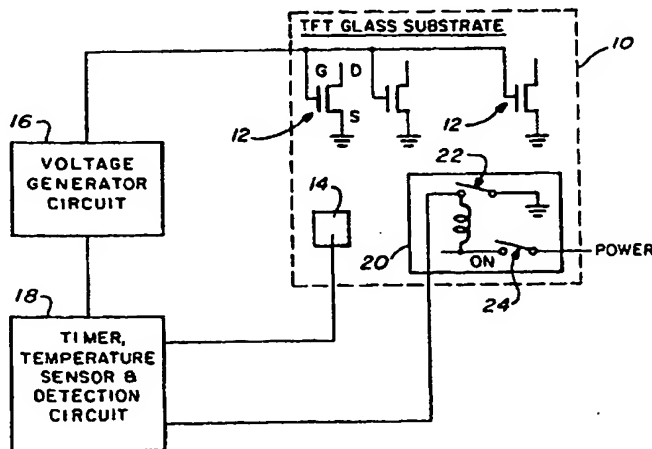 TFT GLASS SUBSTRATE
10
G D
S
12
12
16
VOLTAGE
GENERATOR
CIRCUIT
14
22
20
ON
24
POWER
18
TIMER,
TEMPERATURE
SENSOR &
DETECTION
CIRCUIT